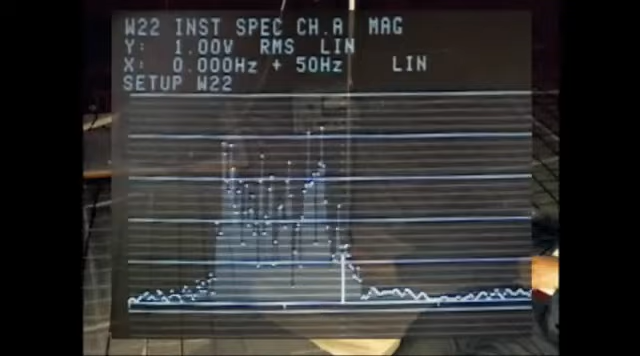 W22 INST SPEC CH.A MAG
Y: 1.00V RMS LIN
X: 0.000Hz + 50Hz LIN
SETUP W22